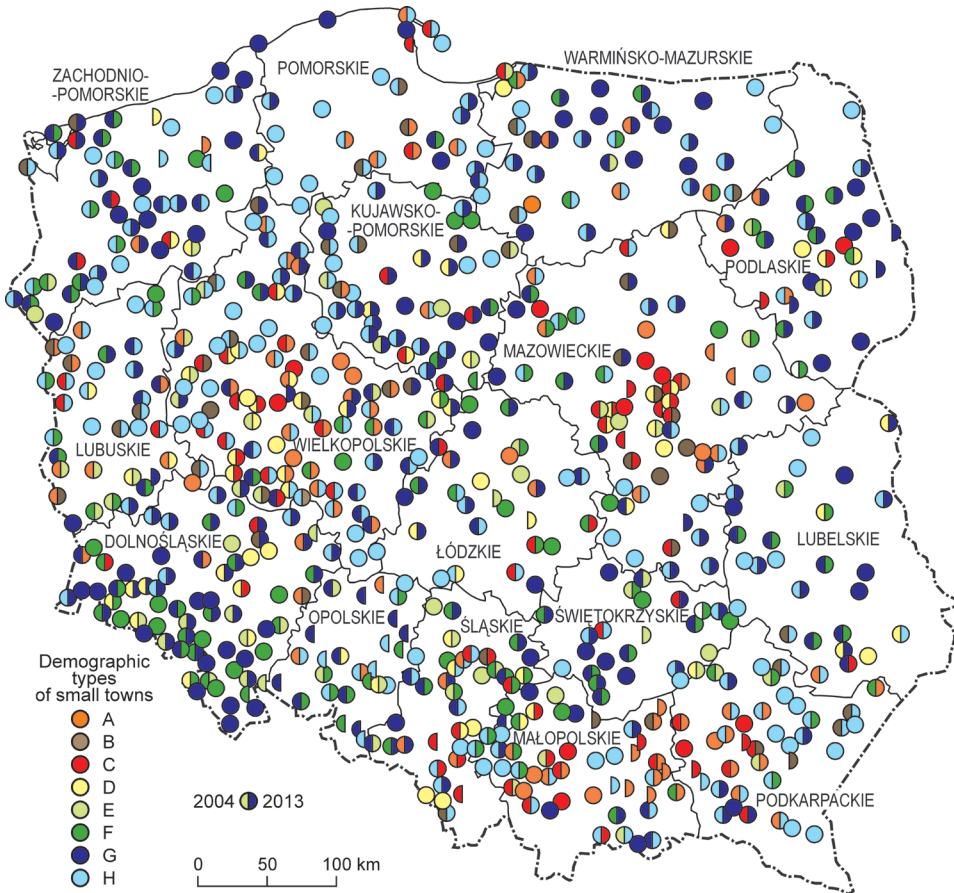 POMORSKIE
WARMIŃSKO-MAZURSKIE
ZACHODNIO-
-POMORSKIE
KUJAWSKO-
-POMORSKIE
PODLASKIE
MAZOWIECKIE
LUBUSKIE
WIELKOPOLSKIE
DOLNOŚLĄSKIE
ŁÓDZKIE
LUBELSKIE
OPOLSKIE
ŚLĄSKIE
ŚWIĘTOKRZYSKIE
MAŁOPOLSKIE
PODKARPACKIE
Demographic
types
of small towns
A
B
C
D
E
F
G
H
2004 2013
0 50 100 km